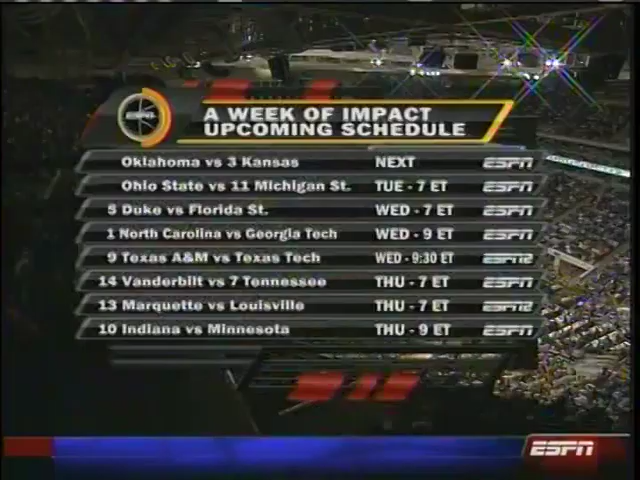 ESPN
A WEEK OF IMPACT
UPCOMING SCHEDULE
Oklahoma vs 3 Kansas NEXT ESPN
Ohio State vs 11 Michigan St. TUE - 7 ET ESPN
5 Duke vs Florida St. WED - 7 ET ESPN
1 North Carolina vs Georgia Tech WED - 9 ET ESPN
9 Texas A&M vs Texas Tech WED - 9:30 ET ESPN2
14 Vanderbilt vs 7 Tennessee THU - 7 ET ESPN
13 Marquette vs Louisville THU - 7 ET ESPN2
10 Indiana vs Minnesota THU - 9 ET ESPN
ESPN